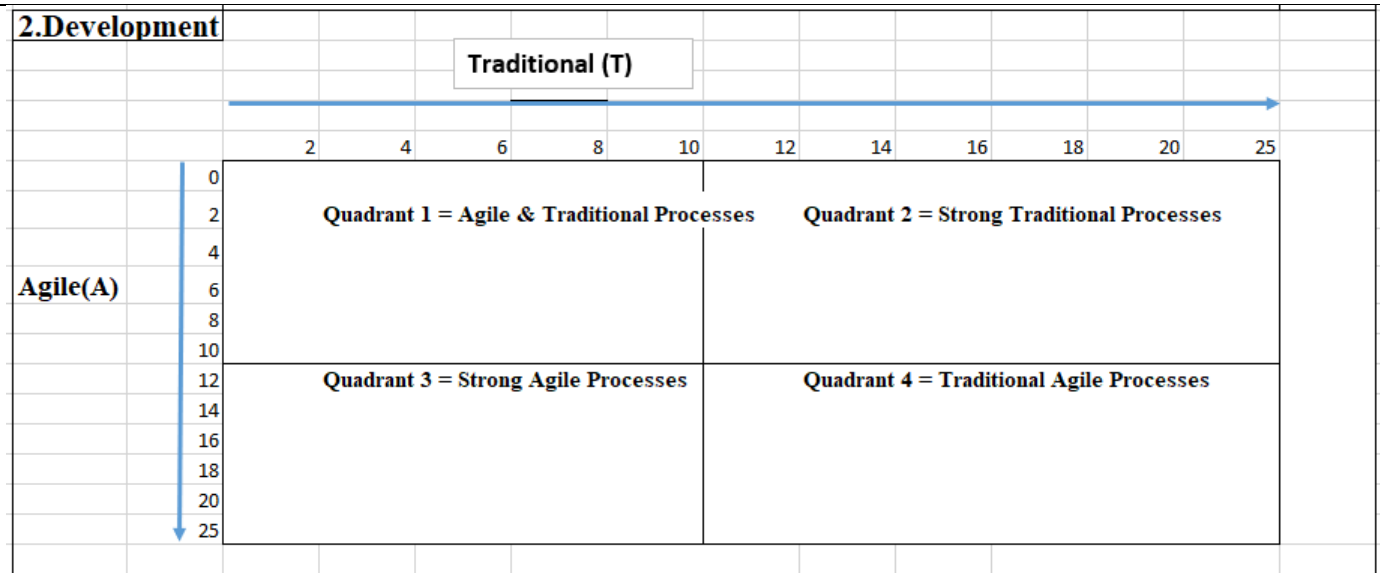 2.Development
Traditional (T)
2 4 6 8 10 12 14 16 18 20 25
0
2 Quadrant 1 = Agile & Traditional Processes Quadrant 2 = Strong Traditional Processes
4
Agile(A) 6
8
10
12 Quadrant 3 = Strong Agile Processes Quadrant 4 = Traditional Agile Processes
14
16
18
20
25